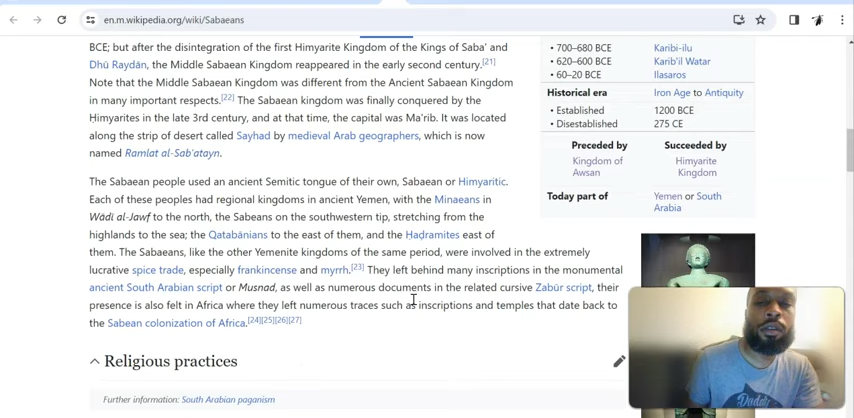 en.m.wikipedia.org/wiki/Sabaeans
BCE; but after the disintegration of the first Himyarite Kingdom of the Kings of Saba' and
Dhū Raydān, the Middle Sabaean Kingdom reappeared in the early second century.[21]
Note that the Middle Sabaean Kingdom was different from the Ancient Sabaean Kingdom
in many important respects.[22] The Sabaean kingdom was finally conquered by the
Ḥimyarites in the late 3rd century, and at that time, the capital was Ma'rib. It was located
along the strip of desert called Sayhad by medieval Arab geographers, which is now
named Ramlat al-Sab'atayn.
The Sabaean people used an ancient Semitic tongue of their own, Sabaean or Himyaritic.
Each of these peoples had regional kingdoms in ancient Yemen, with the Minaeans in
Wādī al-Jawf to the north, the Sabeans on the southwestern tip, stretching from the
highlands to the sea; the Qatabānians to the east of them, and the Ḥaḍramites east of
them. The Sabaeans, like the other Yemenite kingdoms of the same period, were involved in the extremely
lucrative spice trade, especially frankincense and myrrh.[23] They left behind many inscriptions in the monumental
ancient South Arabian script or Musnad, as well as numerous documents in the related cursive Zabūr script, their
presence is also felt in Africa where they left numerous traces such as inscriptions and temples that date back to
the Sabean colonization of Africa.[24][25][26][27]
Religious practices
Further information: South Arabian paganism
• 700–680 BCE Karibi-ilu
• 620–600 BCE Karib'il Watar
• 60–20 BCE Ilasaros
Historical era Iron Age to Antiquity
• Established 1200 BCE
• Disestablished 275 CE
Preceded by Succeeded by
Kingdom of Himyarite
Awsan Kingdom
Today part of Yemen or South
Arabia
Daddy